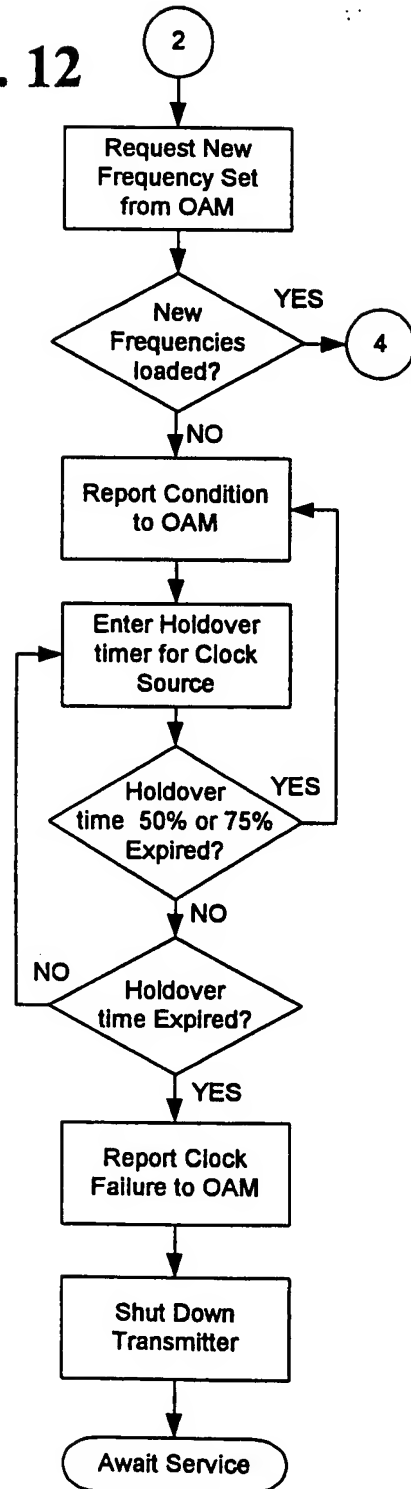 . 12
2
Request New
Frequency Set
from OAM
New
Frequencies
loaded?
YES
4
NO
Report Condition
to OAM
Enter Holdover
timer for Clock
Source
Holdover
time 50% or 75%
Expired?
YES
NO
Holdover
time Expired?
NO
YES
Report Clock
Failure to OAM
Shut Down
Transmitter
Await Service